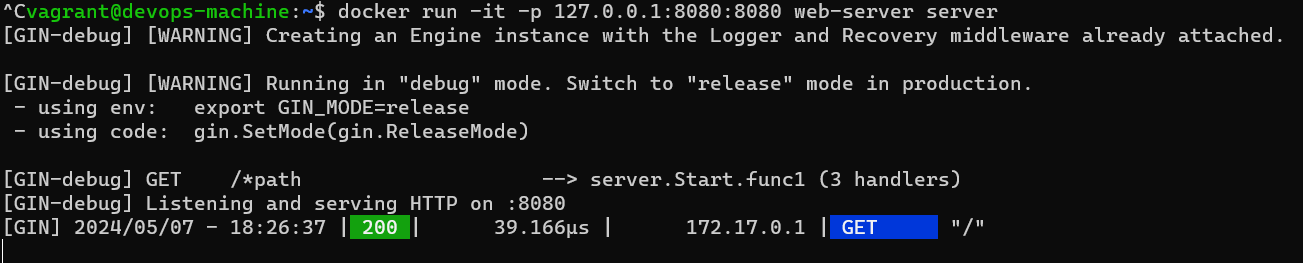 ^Cvagrant@devops-machine:~$ docker run -it -p 127.0.0.1:8080:8080 web-server server
[GIN-debug] [WARNING] Creating an Engine instance with the Logger and Recovery middleware already attached.
[GIN-debug] [WARNING] Running in "debug" mode. Switch to "release" mode in production.
 - using env:   export GIN_MODE=release
 - using code:  gin.SetMode(gin.ReleaseMode)
[GIN-debug] GET    /*path                    --> server.Start.func1 (3 handlers)
[GIN-debug] Listening and serving HTTP on :8080
[GIN] 2024/05/07 - 18:26:37 | 200 |      39.166µs |      172.17.0.1 | GET      "/"